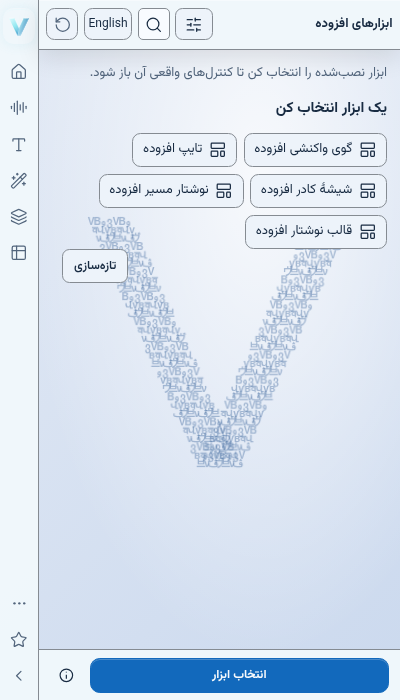 ابزارهای افزوده
English
ابزار نصب‌شده را انتخاب کن تا کنترل‌های واقعی آن باز شود.
یک ابزار انتخاب کن
گوی واکنشی افزوده
تایپ افزوده
شیشهٔ کادر افزوده
نوشتار مسیر افزوده
قالب نوشتار افزوده
تازه‌سازی
انتخاب ابزار